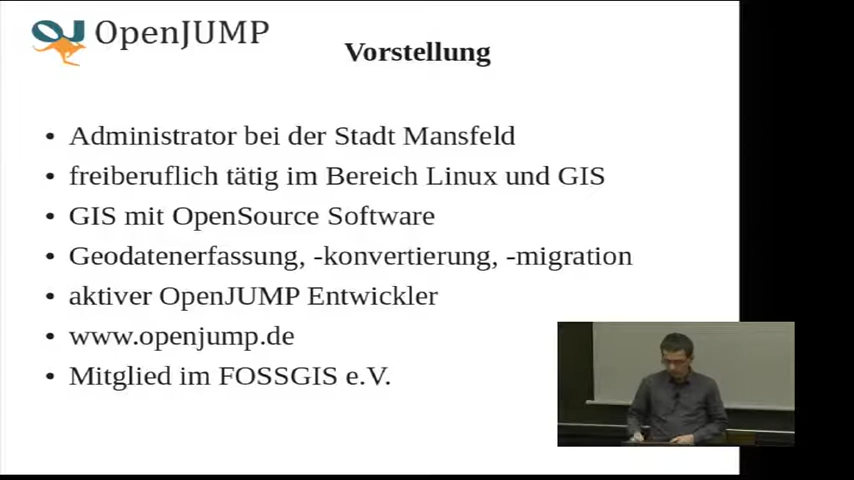 OpenJUMP
Vorstellung
• Administrator bei der Stadt Mansfeld
• freiberuflich tätig im Bereich Linux und GIS
• GIS mit OpenSource Software
• Geodatenerfassung, -konvertierung, -migration
• aktiver OpenJUMP Entwickler
• www.openjump.de
• Mitglied im FOSSGIS e.V.